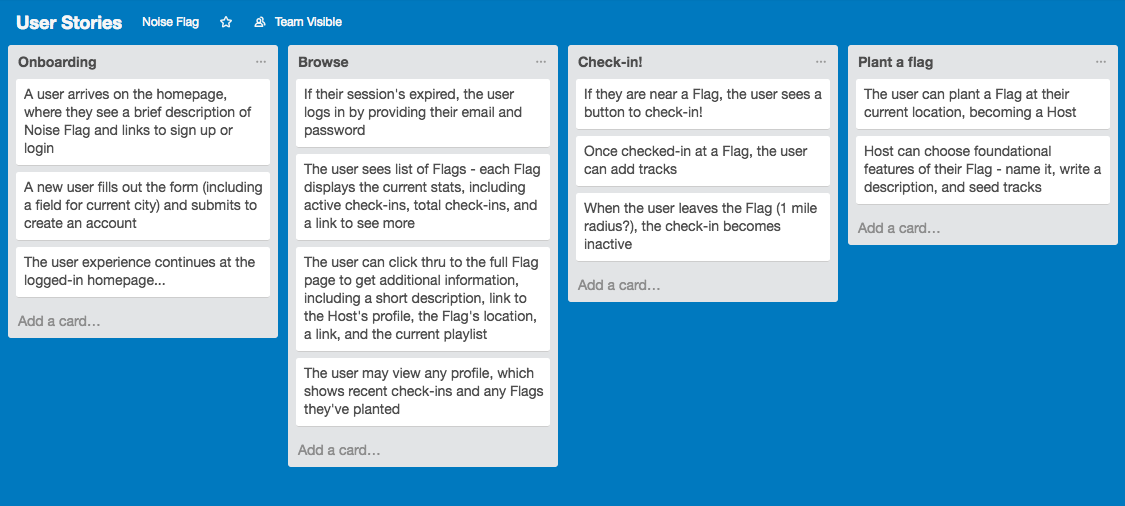 User Stories Noise Flag Team Visible
Onboarding ...
A user arrives on the homepage,
where they see a brief description of
Noise Flag and links to sign up or
login
A new user fills out the form (including
a field for current city) and submits to
create an account
The user experience continues at the
logged-in homepage...
Add a card...
Browse ...
If their session's expired, the user
logs in by providing their email and
password
The user sees list of Flags - each Flag
displays the current stats, including
active check-ins, total check-ins, and
a link to see more
The user can click thru to the full Flag
page to get additional information,
including a short description, link to
the Host's profile, the Flag's location,
a link, and the current playlist
The user may view any profile, which
shows recent check-ins and any Flags
they've planted
Add a card...
Check-in! ...
If they are near a Flag, the user sees a
button to check-in!
Once checked-in at a Flag, the user
can add tracks
When the user leaves the Flag (1 mile
radius?), the check-in becomes
inactive
Add a card...
Plant a flag ...
The user can plant a Flag at their
current location, becoming a Host
Host can choose foundational
features of their Flag - name it, write a
description, and seed tracks
Add a card...